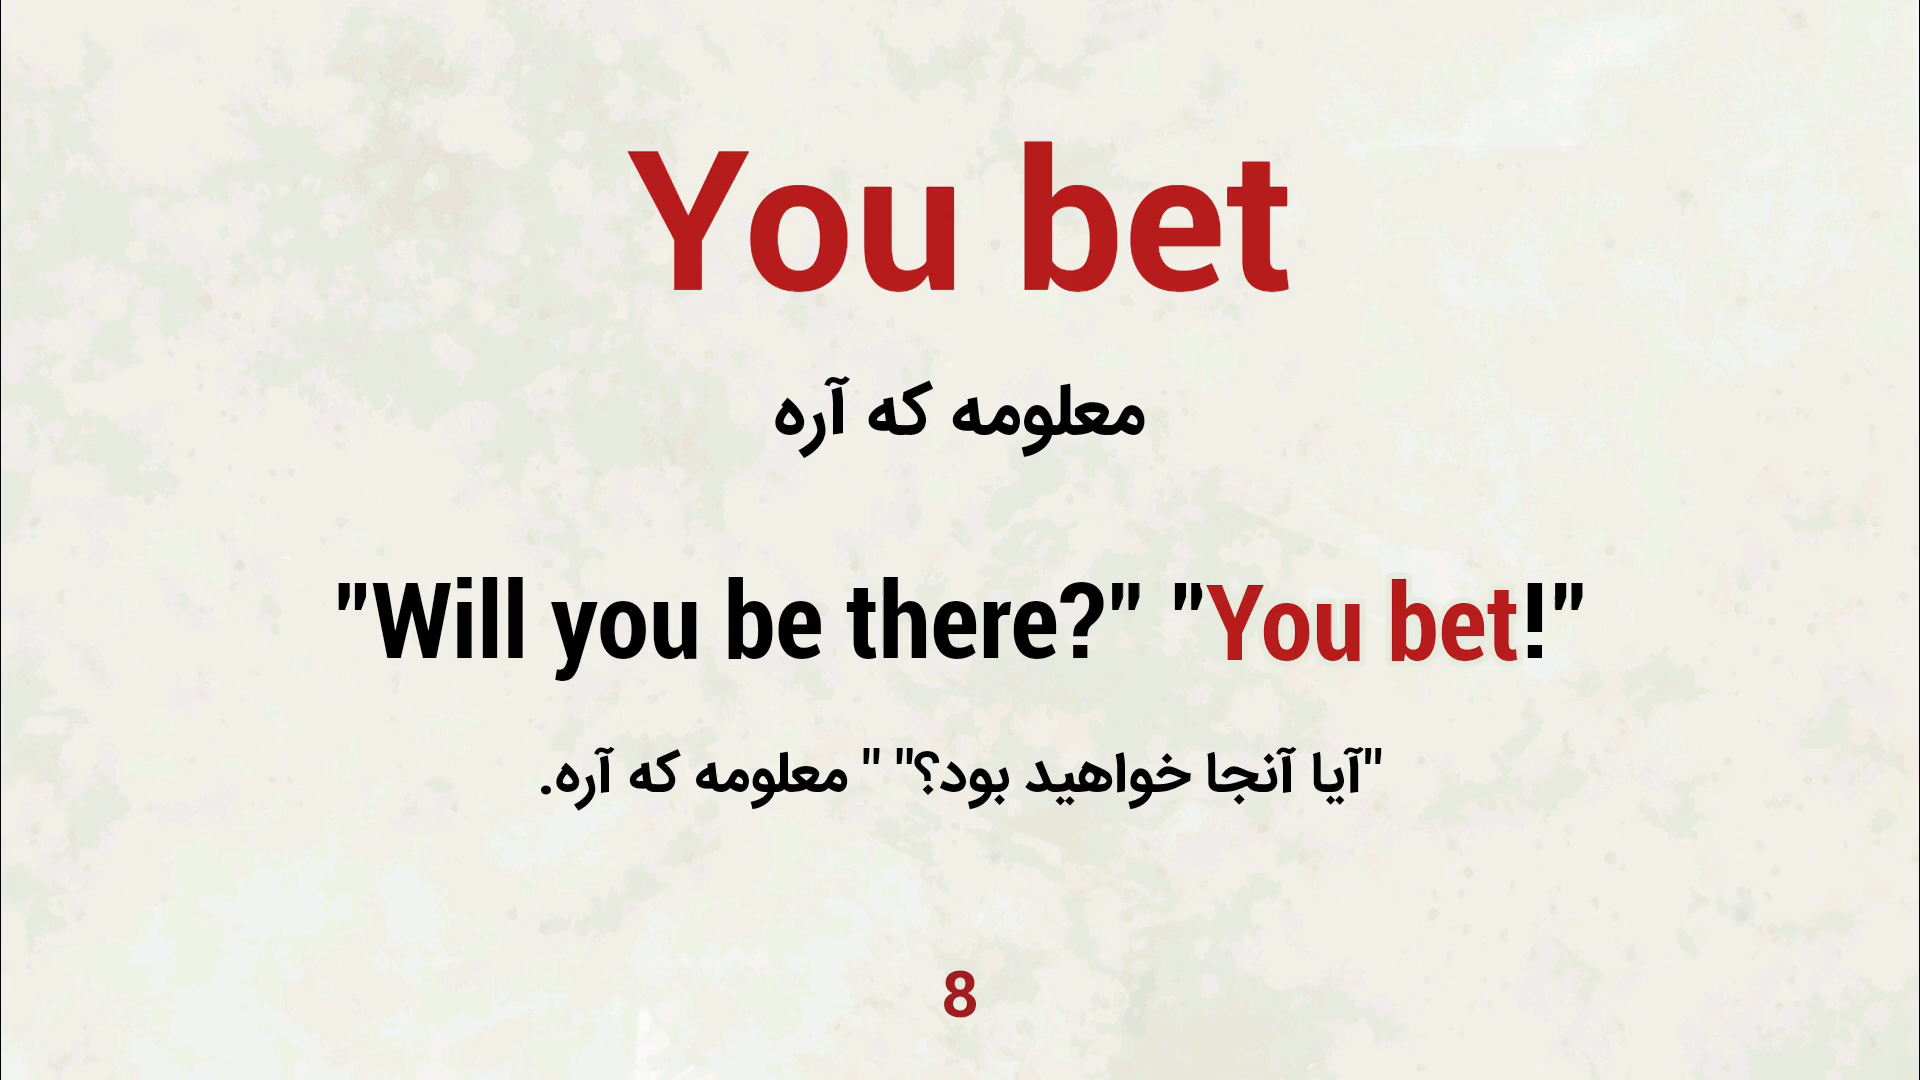 You bet
معلومه که آره
"Will you be there?" "You bet!"
"آیا آنجا خواهید بود؟" " معلومه که آره.
8